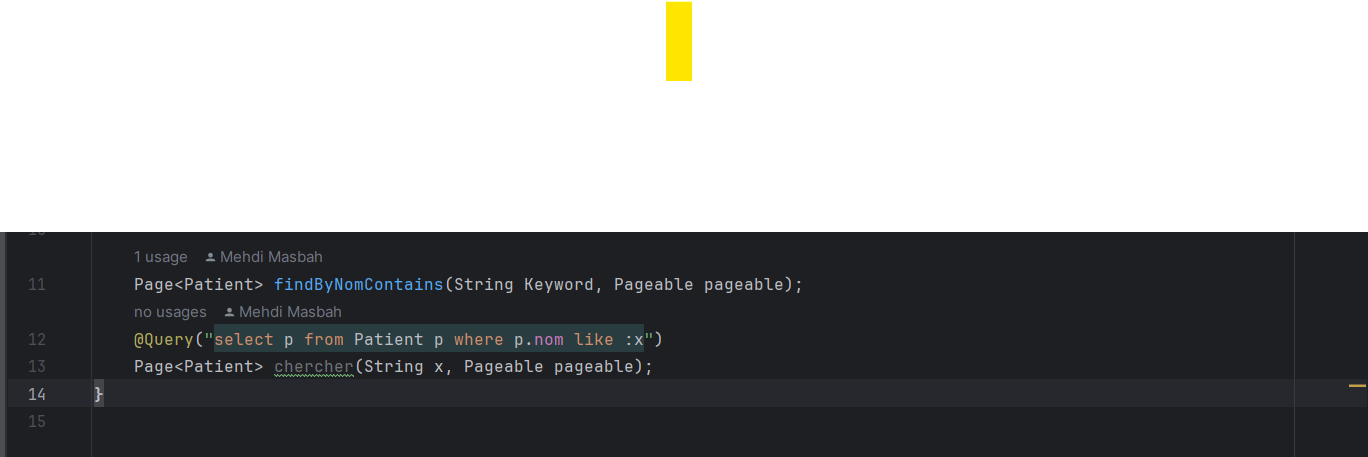 1 usage Mehdi Masbah
11 Page<Patient> findByNomContains(String Keyword, Pageable pageable);
no usages Mehdi Masbah
12 @Query("select p from Patient p where p.nom like :x")
13 Page<Patient> chercher(String x, Pageable pageable);
14 }
15